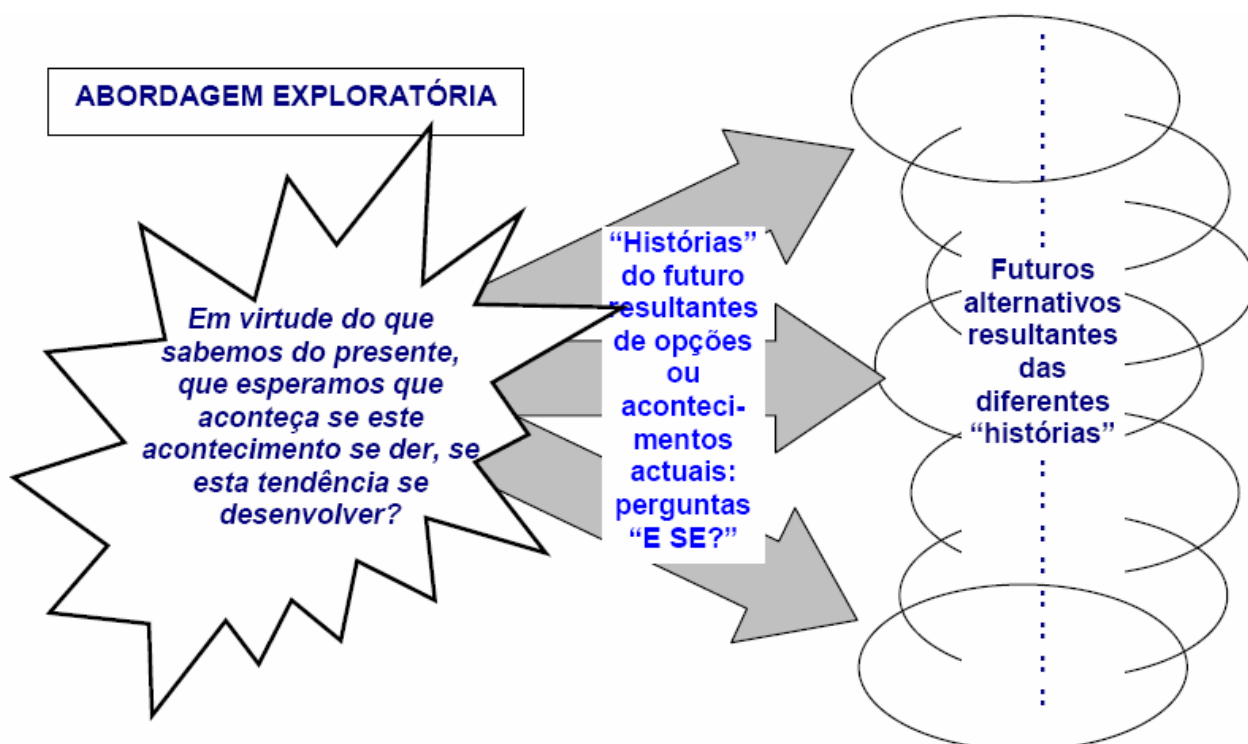 ABORDAGEM EXPLORATÓRIA
Em virtude do que
sabemos do presente,
que esperamos que
aconteça se este
acontecimento se der, se
esta tendência se
desenvolver?
“Histórias”
do futuro
resultantes
de opções
ou
aconteci-
mentos
actuais:
perguntas
“E SE?”
Futuros
alternativos
resultantes
das
diferentes
“histórias”